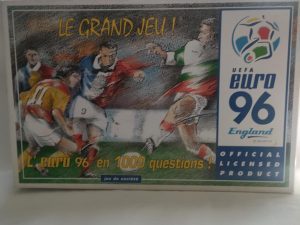 LE GRAND JEU !
UEFA
euro
96
England
OFFICIAL
LICENSED
PRODUCT
L'euro 96 en 1000 questions !
jeu de société